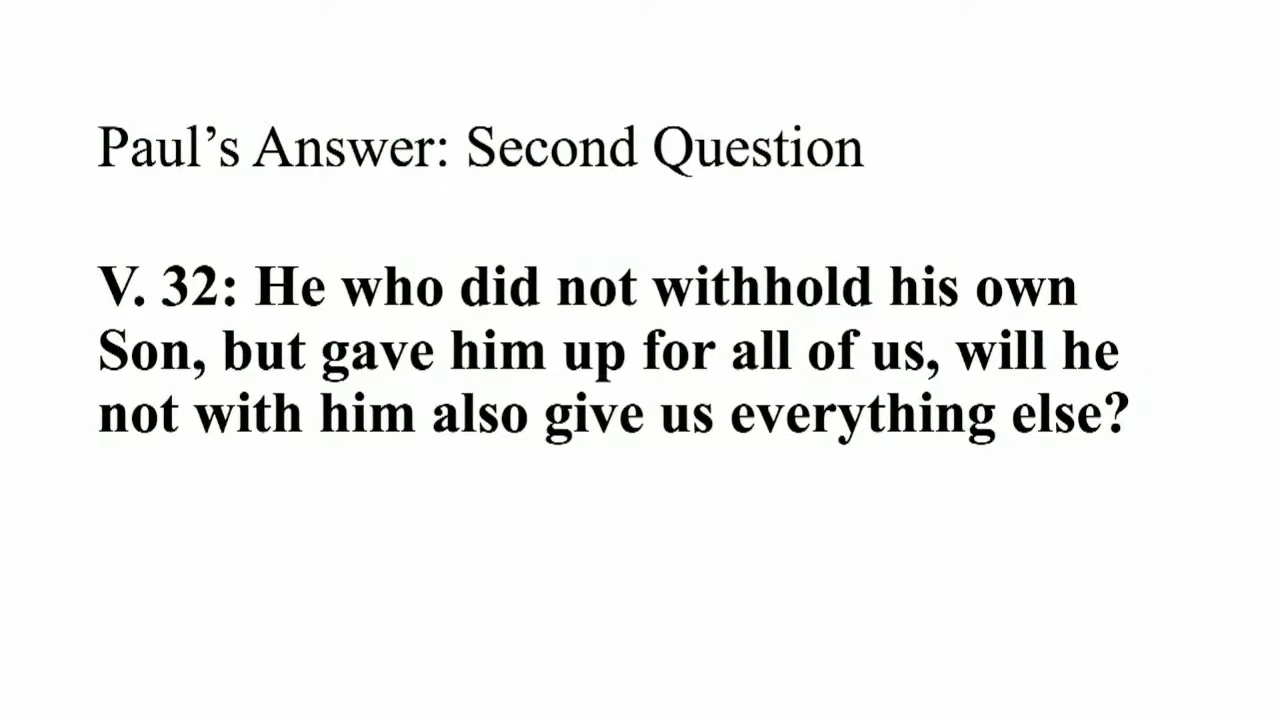 Paul’s Answer: Second Question
V. 32: He who did not withhold his own
Son, but gave him up for all of us, will he
not with him also give us everything else?